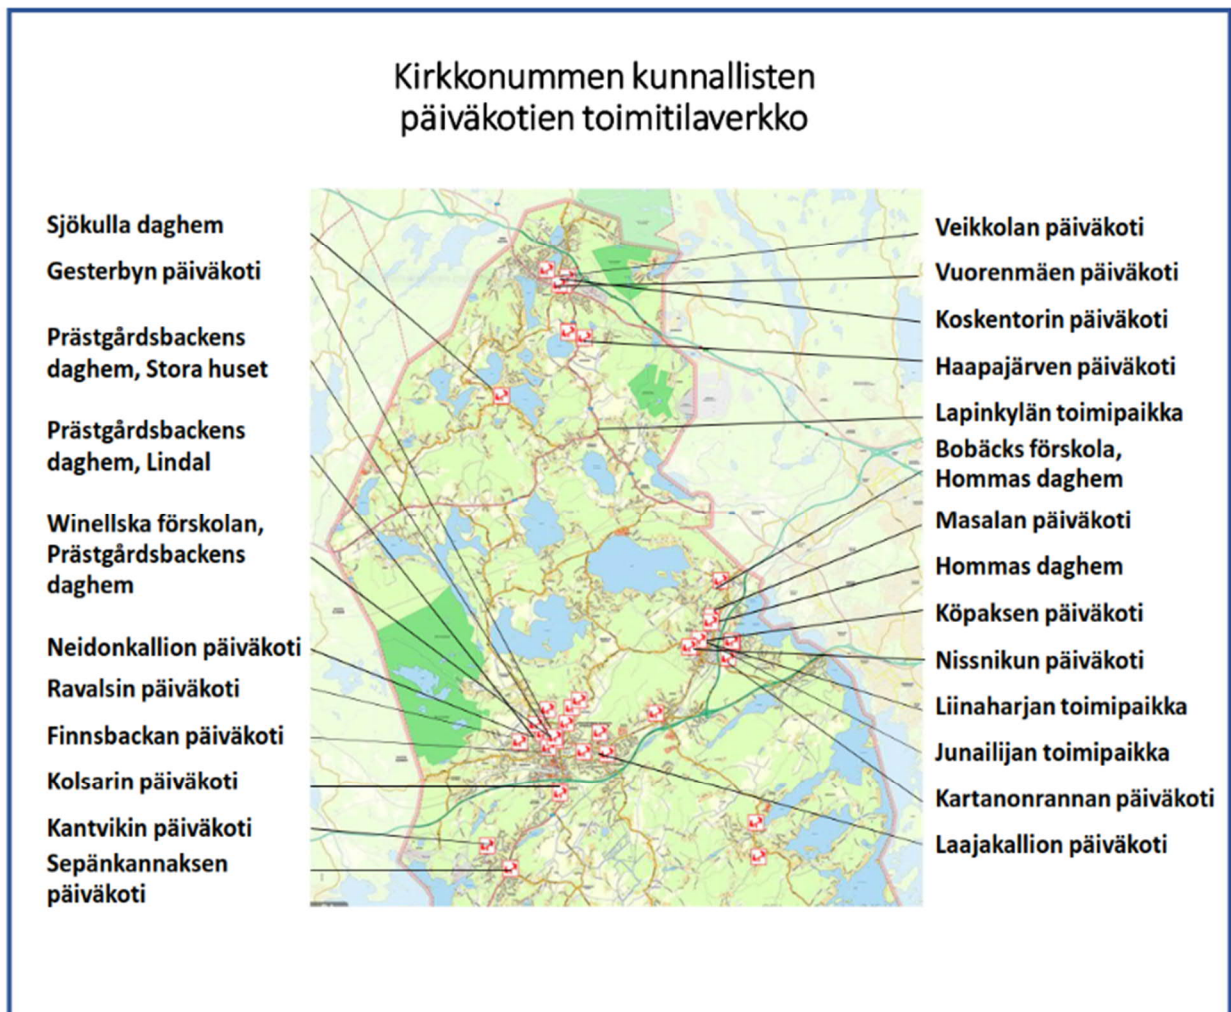 Kirkkonummen kunnallisten
päiväkotien toimitilaverkko
Sjökulla daghem
Gesterbyn päiväkoti
Prästgårdsbackens
daghem, Stora huset
Prästgårdsbackens
daghem, Lindal
Winellska förskolan,
Prästgårdsbackens
daghem
Neidonkallion päiväkoti
Ravalsin päiväkoti
Finnsbackan päiväkoti
Kolsarin päiväkoti
Kantvikin päiväkoti
Sepänkannaksen
päiväkoti
Veikkolan päiväkoti
Vuorenmäen päiväkoti
Koskentorin päiväkoti
Haapajärven päiväkoti
Lapinkylän toimipaikka
Bobäcks förskola,
Hommas daghem
Masalan päiväkoti
Hommas daghem
Köpaksen päiväkoti
Nissnikun päiväkoti
Liinaharjan toimipaikka
Junailijan toimipaikka
Kartanonrannan päiväkoti
Laajakallion päiväkoti